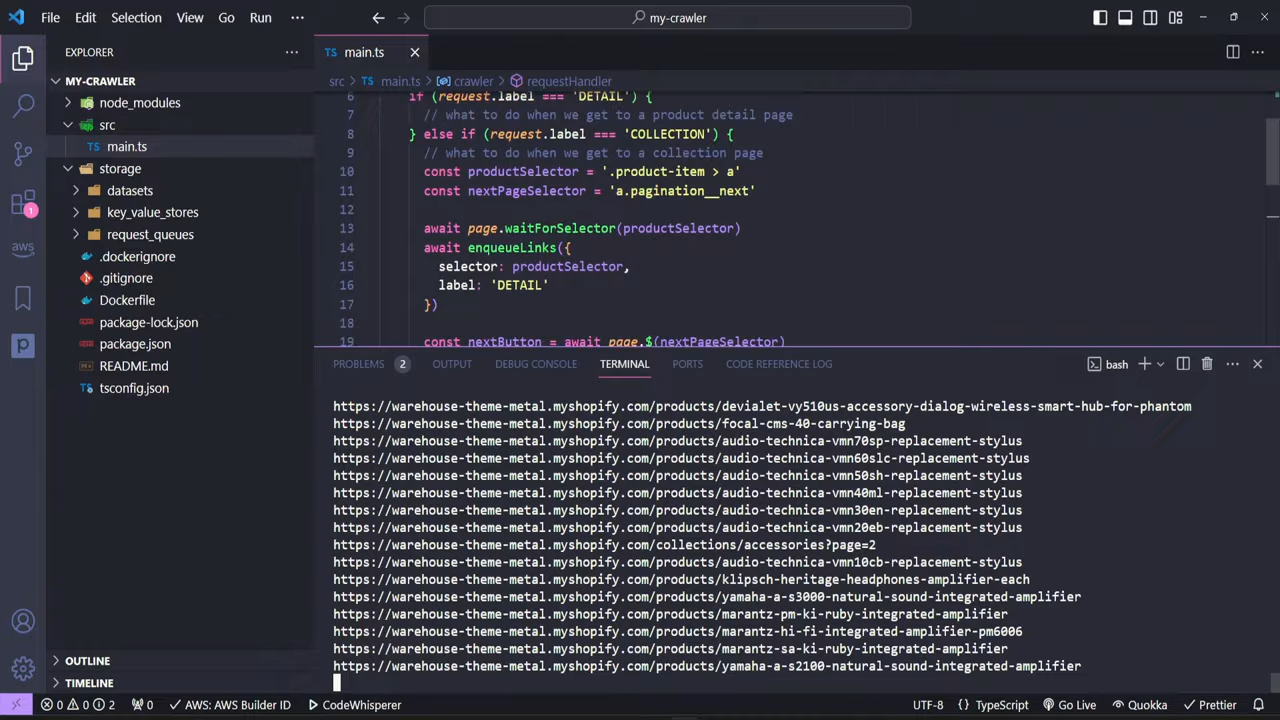 File Edit Selection View Go Run ···
my-crawler
EXPLORER ···
MY-CRAWLER
node_modules
src
TS main.ts
storage
datasets
key_value_stores
request_queues
.dockerignore
.gitignore
Dockerfile
package-lock.json
package.json
README.md
tsconfig.json
OUTLINE
TIMELINE
1
aws
TS main.ts
src TS main.ts crawler requestHandler
6 if (request.label === 'DETAIL') {
7 // what to do when we get to a product detail page
8 } else if (request.label === 'COLLECTION') {
9 // what to do when we get to a collection page
10 const productSelector = '.product-item > a'
11 const nextPageSelector = 'a.pagination__next'
12
13 await page.waitForSelector(productSelector)
14 await enqueueLinks({
15 selector: productSelector,
16 label: 'DETAIL'
17 })
18
19 const nextButton = await page.$(nextPageSelector)
PROBLEMS 2 OUTPUT DEBUG CONSOLE TERMINAL PORTS CODE REFERENCE LOG bash
https://warehouse-theme-metal.myshopify.com/products/devialet-vy510us-accessory-dialog-wireless-smart-hub-for-phantom
https://warehouse-theme-metal.myshopify.com/products/focal-cms-40-carrying-bag
https://warehouse-theme-metal.myshopify.com/products/audio-technica-vmn70sp-replacement-stylus
https://warehouse-theme-metal.myshopify.com/products/audio-technica-vmn60slc-replacement-stylus
https://warehouse-theme-metal.myshopify.com/products/audio-technica-vmn50sh-replacement-stylus
https://warehouse-theme-metal.myshopify.com/products/audio-technica-vmn40ml-replacement-stylus
https://warehouse-theme-metal.myshopify.com/products/audio-technica-vmn30en-replacement-stylus
https://warehouse-theme-metal.myshopify.com/products/audio-technica-vmn20eb-replacement-stylus
https://warehouse-theme-metal.myshopify.com/collections/accessories?page=2
https://warehouse-theme-metal.myshopify.com/products/audio-technica-vmn10cb-replacement-stylus
https://warehouse-theme-metal.myshopify.com/products/klipsch-heritage-headphones-amplifier-each
https://warehouse-theme-metal.myshopify.com/products/yamaha-a-s3000-natural-sound-integrated-amplifier
https://warehouse-theme-metal.myshopify.com/products/marantz-pm-ki-ruby-integrated-amplifier
https://warehouse-theme-metal.myshopify.com/products/marantz-hi-fi-integrated-amplifier-pm6006
https://warehouse-theme-metal.myshopify.com/products/marantz-sa-ki-ruby-integrated-amplifier
https://warehouse-theme-metal.myshopify.com/products/yamaha-a-s2100-natural-sound-integrated-amplifier
0 0 2 0 AWS: AWS Builder ID CodeWhisperer UTF-8 {} TypeScript Go Live Quokka Prettier